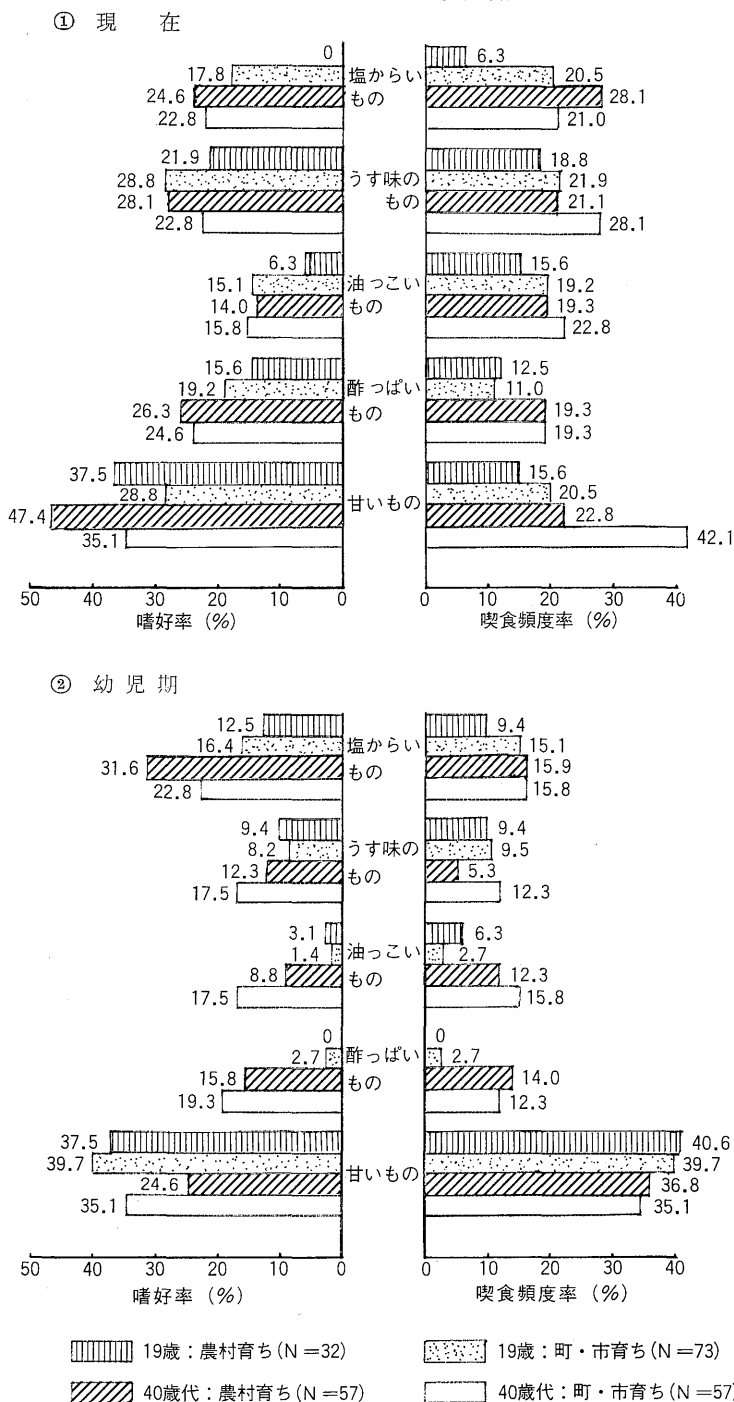 ① 現 在
0 塩からい 6.3
17.8 もの 20.5
24.6 28.1
22.8 21.0
21.9 うす味の 18.8
28.8 もの 21.9
28.1 21.1
22.8 28.1
6.3 油っこい 15.6
15.1 もの 19.2
14.0 19.3
15.8 22.8
15.6 酢っぱい 12.5
19.2 もの 11.0
26.3 19.3
24.6 19.3
37.5 甘いもの 15.6
28.8 20.5
47.4 22.8
35.1 42.1
50 40 30 20 10 0 0 10 20 30 40
嗜好率 (%) 喫食頻度率 (%)
② 幼児期
12.5 塩からい 9.4
16.4 もの 15.1
31.6 15.9
22.8 15.8
9.4 うす味の 9.4
8.2 もの 9.5
12.3 5.3
17.5 12.3
3.1 油っこい 6.3
1.4 もの 2.7
8.8 12.3
17.5 15.8
0 酢っぱい 0
2.7 もの 2.7
15.8 14.0
19.3 12.3
37.5 甘いもの 40.6
39.7 39.7
24.6 36.8
35.1 35.1
50 40 30 20 10 0 0 10 20 30 40
嗜好率 (%) 喫食頻度率 (%)
19歳：農村育ち(N=32) 19歳：町・市育ち(N=73)
40歳代：農村育ち(N=57) 40歳代：町・市育ち(N=57)